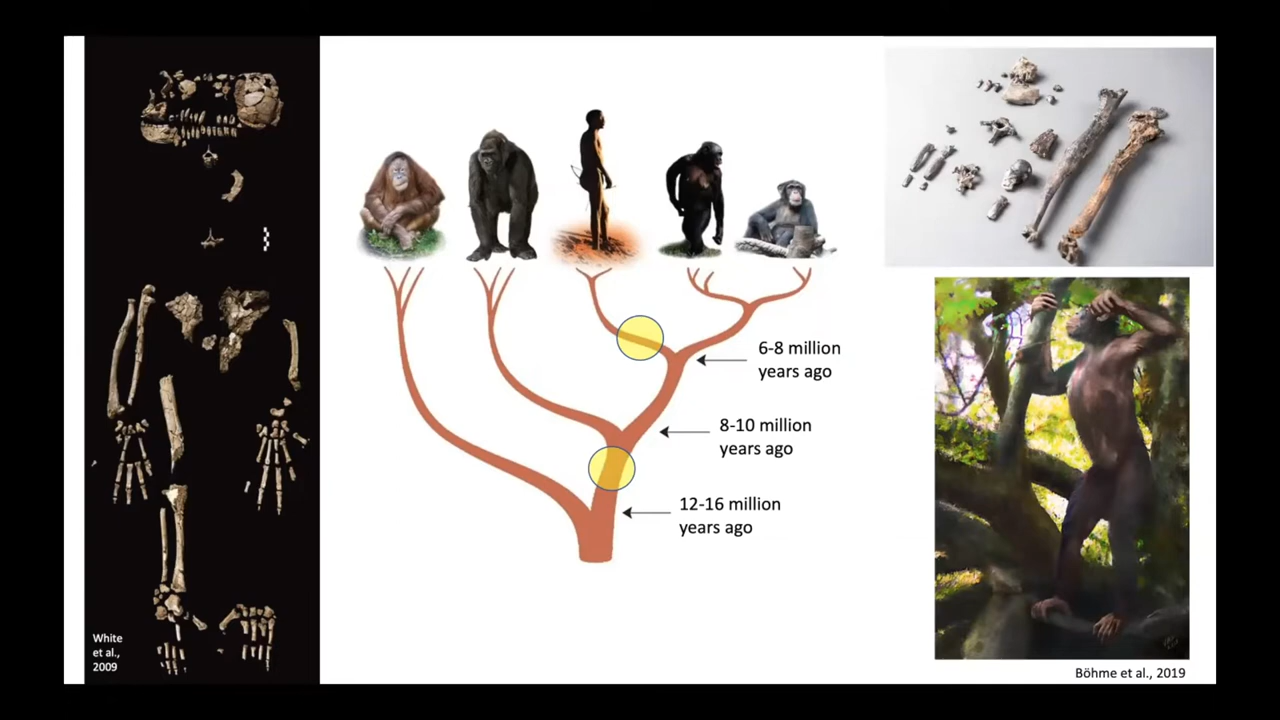 6-8 million
years ago
8-10 million
years ago
12-16 million
years ago
White
et al.,
2009
Böhme et al., 2019